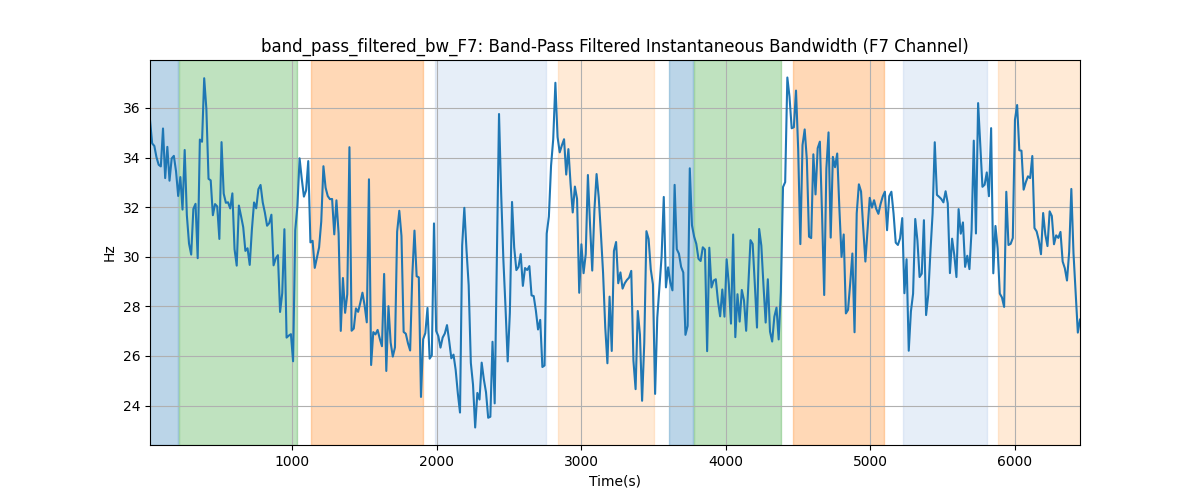 band_pass_filtered_bw_F7: Band-Pass Filtered Instantaneous Bandwidth (F7 Channel)
36
34
32
30
28
26
24
Hz
1000 2000 3000 4000 5000 6000
Time(s)